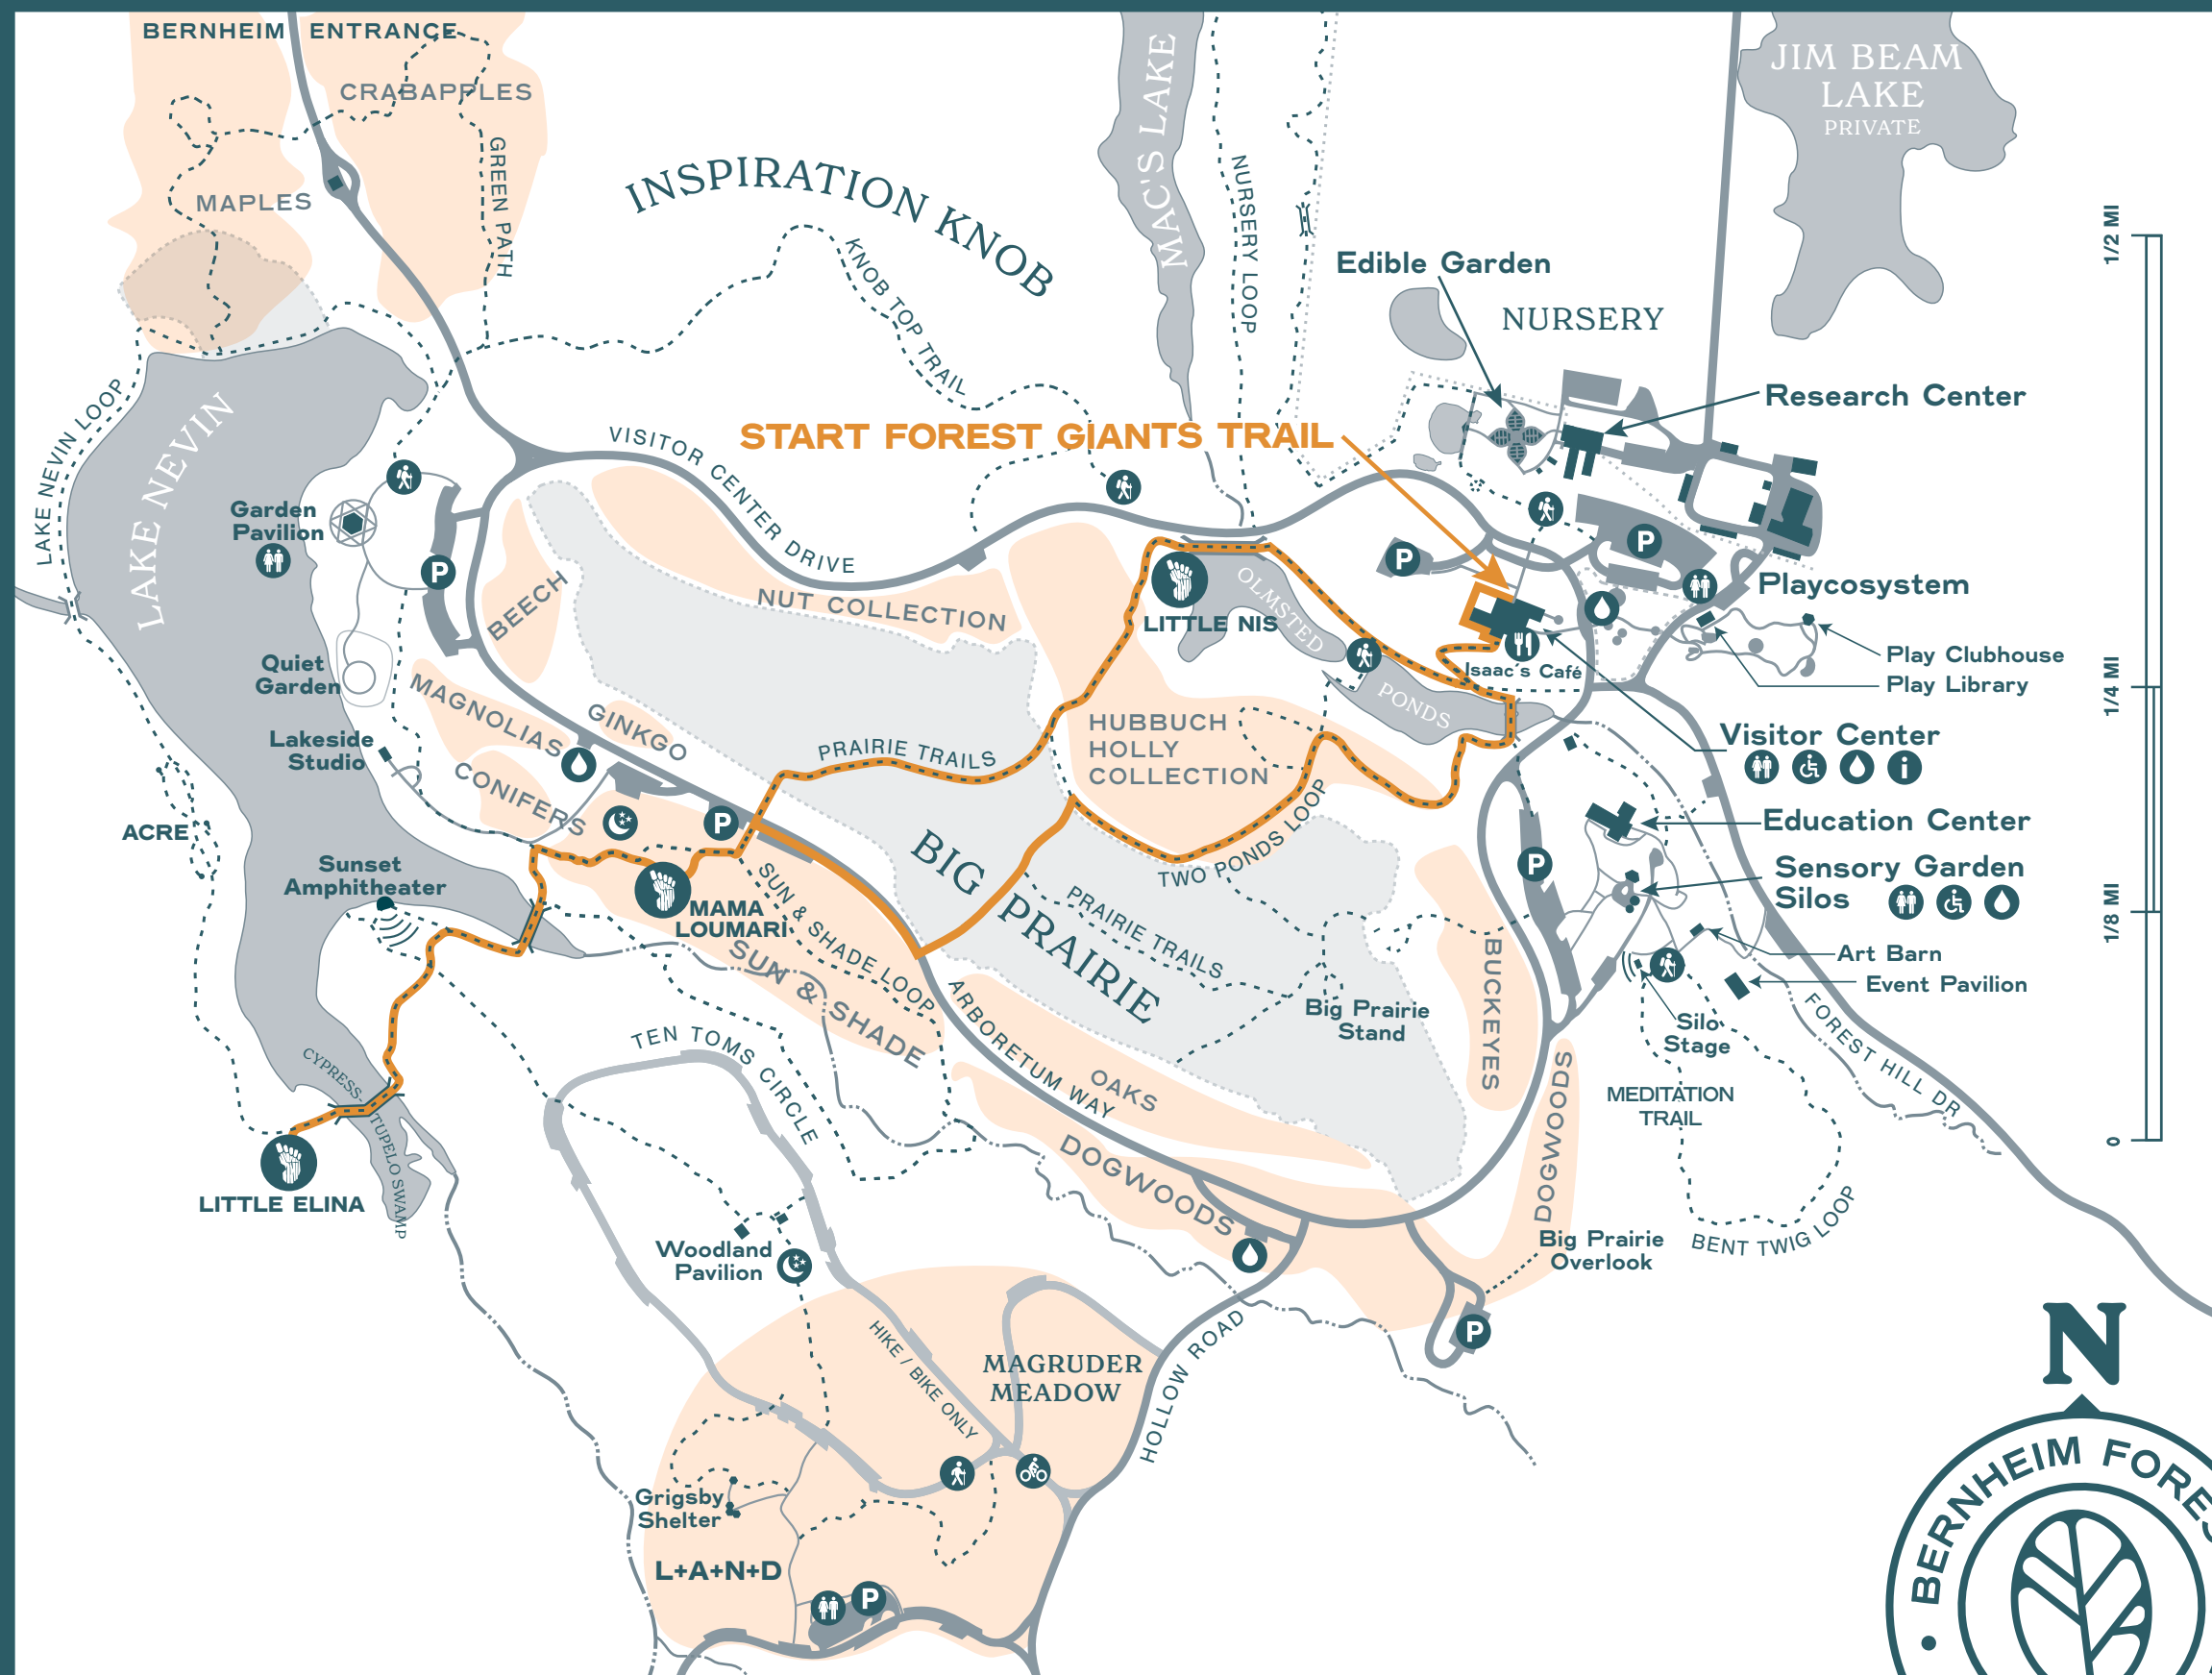 BERNHEIM ENTRANCE
CRABAPPLES
MAPLES
GREEN PATH
INSPIRATION KNOB
KNOB TOP TRAIL
MAC'S LAKE
NURSERY LOOP
JIM BEAM
LAKE
PRIVATE
Edible Garden
NURSERY
Research Center
1/2 MI
1/4 MI
1/8 MI
0
START FOREST GIANTS TRAIL
VISITOR CENTER DRIVE
LAKE NEVIN LOOP
LAKE NEVIN
Garden
Pavilion
P
BEECH
NUT COLLECTION
LITTLE NIS
OLMSTED
PONDS
P
P
Isaac's Café
Playcosystem
Play Clubhouse
Play Library
Visitor Center
i
Quiet
Garden
MAGNOLIAS
GINKGO
Lakeside
Studio
CONIFERS
PRAIRIE TRAILS
HUBBUCH
HOLLY
COLLECTION
TWO PONDS LOOP
P
P
Education Center
Sensory Garden
Silos
Art Barn
Event Pavilion
ACRE
Sunset
Amphitheater
MAMA
LOUMARI
SUN & SHADE LOOP
SUN & SHADE
BIG PRAIRIE
PRAIRIE TRAILS
Big Prairie
Stand
BUCKEYES
Silo
Stage
FOREST HILL DR
MEDITATION
TRAIL
BENT TWIG LOOP
CYPRESS-TUPELO SWAMP
LITTLE ELINA
TEN TOMS CIRCLE
ARBORETUM WAY
OAKS
DOGWOODS
DOGWOODS
Big Prairie
Overlook
P
Woodland
Pavilion
HIKE / BIKE ONLY
MAGRUDER
MEADOW
HOLLOW ROAD
Grigsby
Shelter
L+A+N+D
P
N
BERNHEIM FORES